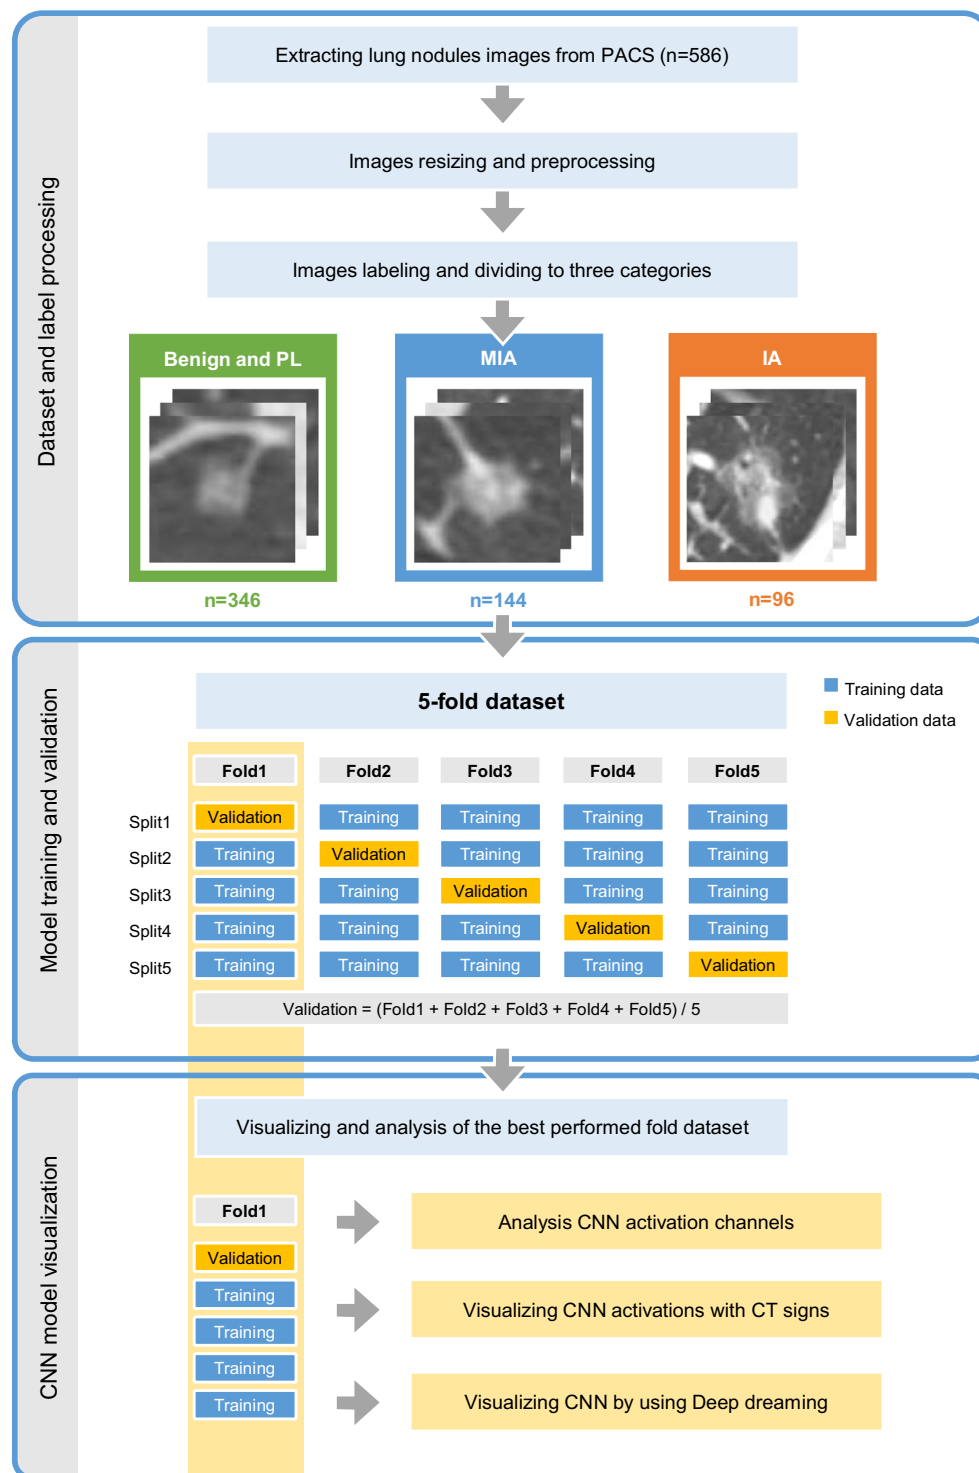 Dataset and label processing
Extracting lung nodules images from PACS (n=586)
Images resizing and preprocessing
Images labeling and dividing to three categories
Benign and PL
MIA
IA
n=346
n=144
n=96
Model training and validation
5-fold dataset
Training data
Validation data
Fold1 Fold2 Fold3 Fold4 Fold5
Split1 Validation Training Training Training Training
Split2 Training Validation Training Training Training
Split3 Training Training Validation Training Training
Split4 Training Training Training Validation Training
Split5 Training Training Training Training Validation
Validation = (Fold1 + Fold2 + Fold3 + Fold4 + Fold5) / 5
CNN model visualization
Visualizing and analysis of the best performed fold dataset
Fold1
Validation
Training
Training
Training
Training
Analysis CNN activation channels
Visualizing CNN activations with CT signs
Visualizing CNN by using Deep dreaming